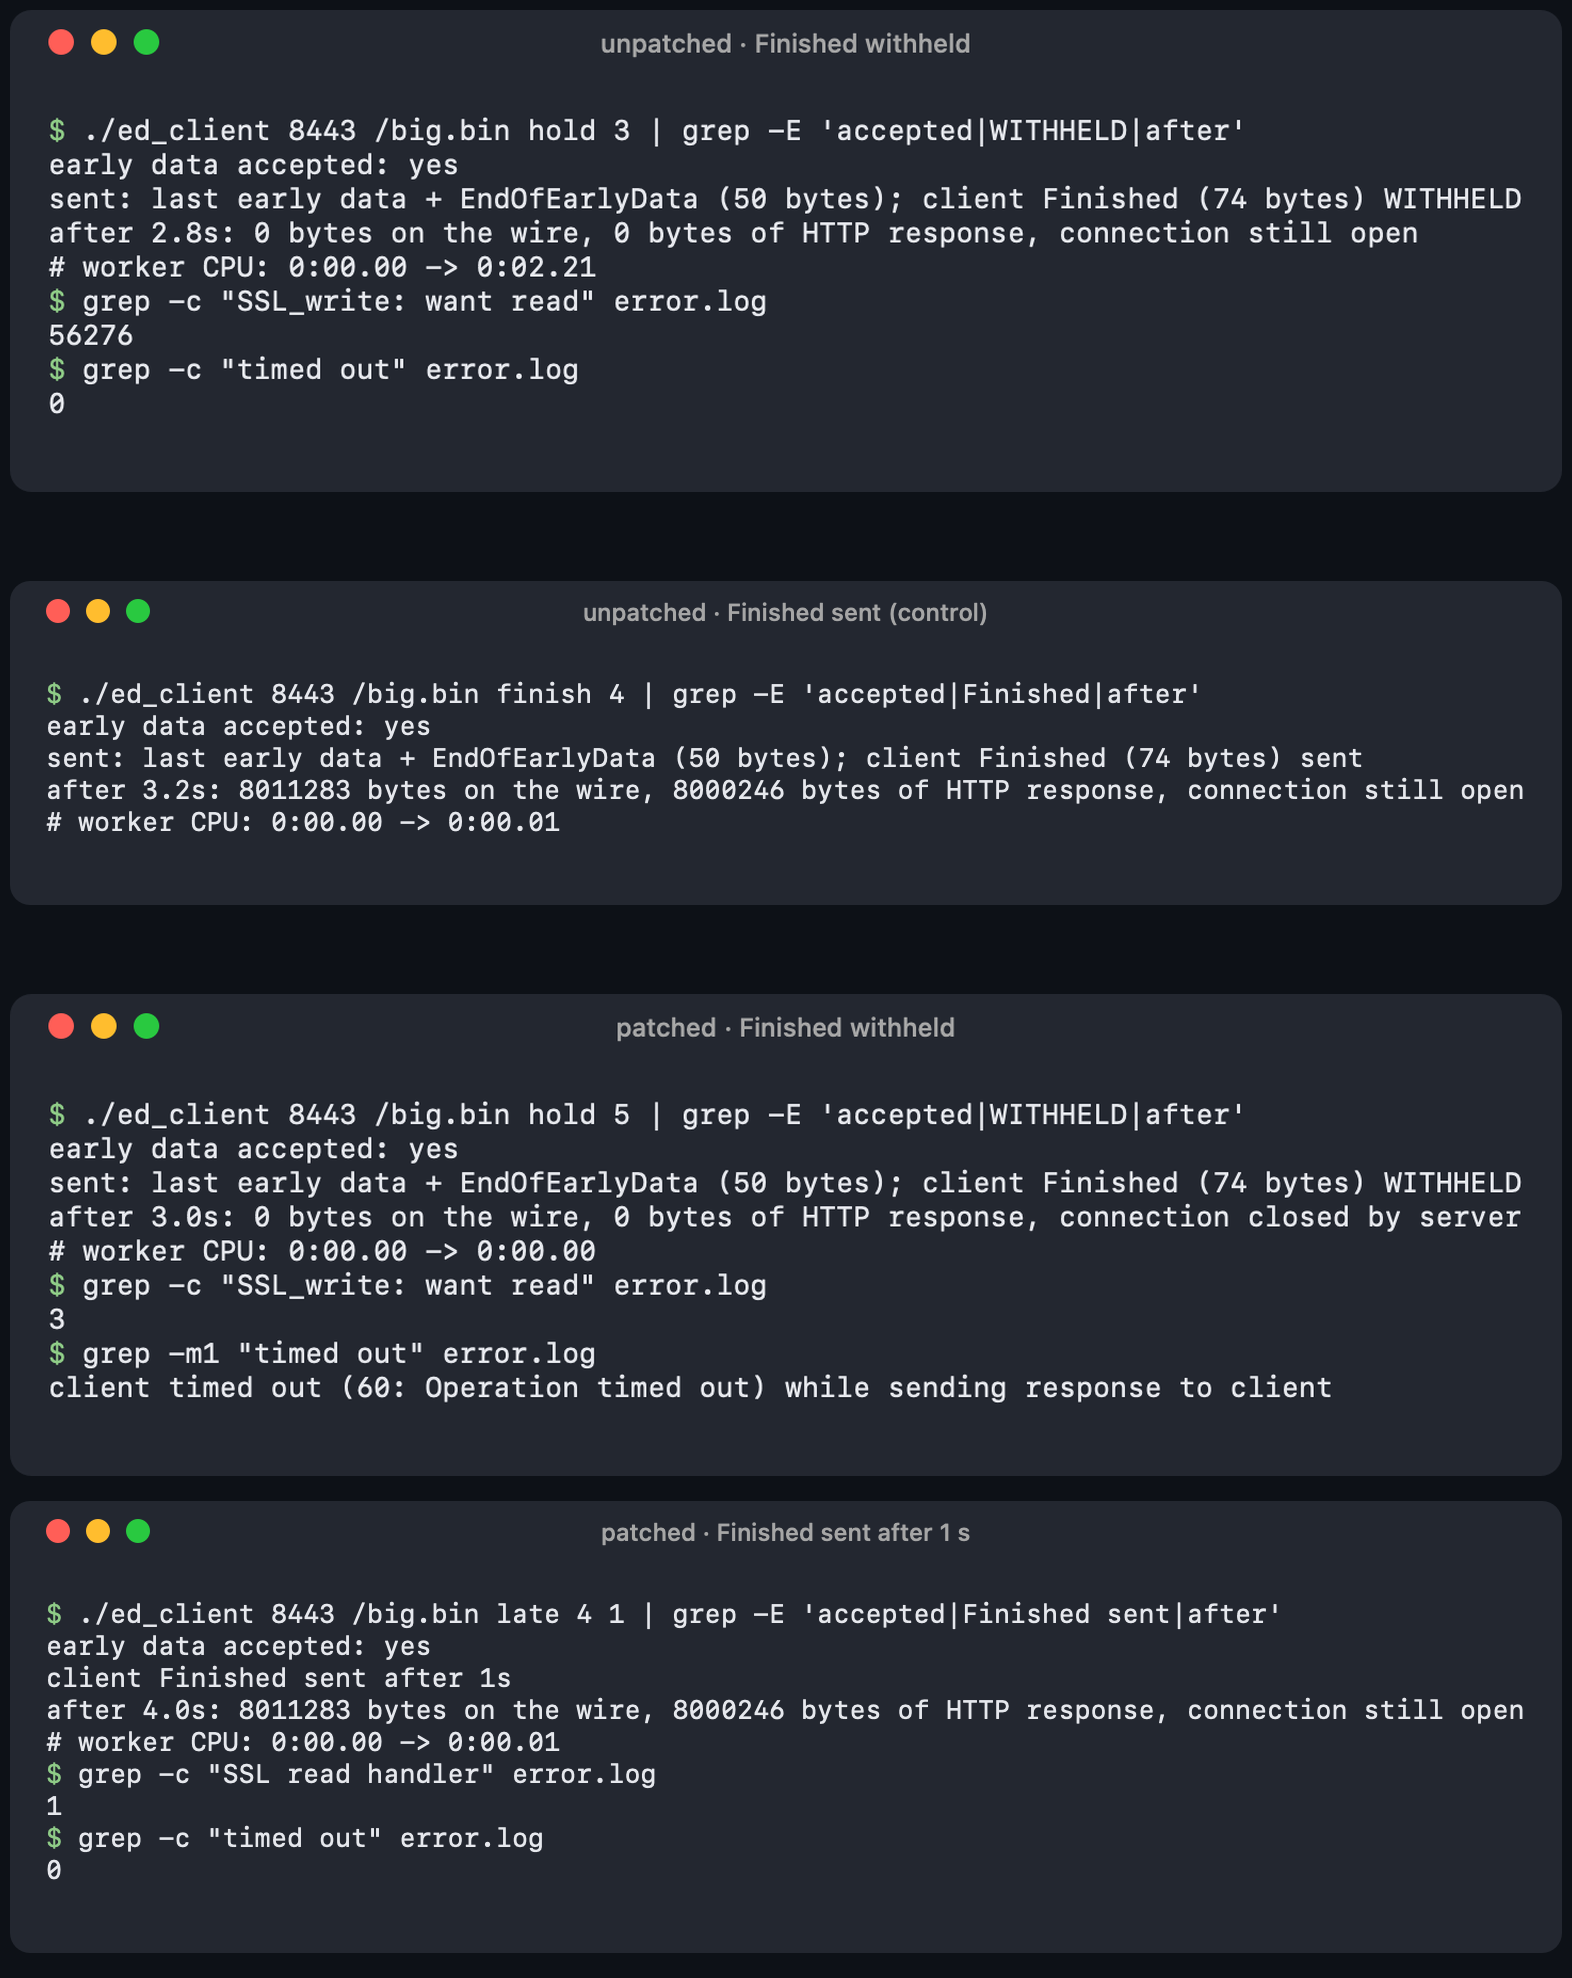 unpatched · Finished withheld
$ ./ed_client 8443 /big.bin hold 3 | grep -E 'accepted|WITHHELD|after'
early data accepted: yes
sent: last early data + EndOfEarlyData (50 bytes); client Finished (74 bytes) WITHHELD
after 2.8s: 0 bytes on the wire, 0 bytes of HTTP response, connection still open
# worker CPU: 0:00.00 -> 0:02.21
$ grep -c "SSL_write: want read" error.log
56276
$ grep -c "timed out" error.log
0
unpatched · Finished sent (control)
$ ./ed_client 8443 /big.bin finish 4 | grep -E 'accepted|Finished|after'
early data accepted: yes
sent: last early data + EndOfEarlyData (50 bytes); client Finished (74 bytes) sent
after 3.2s: 8011283 bytes on the wire, 8000246 bytes of HTTP response, connection still open
# worker CPU: 0:00.00 -> 0:00.01
patched · Finished withheld
$ ./ed_client 8443 /big.bin hold 5 | grep -E 'accepted|WITHHELD|after'
early data accepted: yes
sent: last early data + EndOfEarlyData (50 bytes); client Finished (74 bytes) WITHHELD
after 3.0s: 0 bytes on the wire, 0 bytes of HTTP response, connection closed by server
# worker CPU: 0:00.00 -> 0:00.00
$ grep -c "SSL_write: want read" error.log
3
$ grep -m1 "timed out" error.log
client timed out (60: Operation timed out) while sending response to client
patched · Finished sent after 1 s
$ ./ed_client 8443 /big.bin late 4 1 | grep -E 'accepted|Finished sent|after'
early data accepted: yes
client Finished sent after 1s
after 4.0s: 8011283 bytes on the wire, 8000246 bytes of HTTP response, connection still open
# worker CPU: 0:00.00 -> 0:00.01
$ grep -c "SSL read handler" error.log
1
$ grep -c "timed out" error.log
0